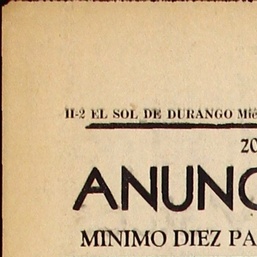 II-2 EL SOL DE DURANGO Mié
ZO
ANUNC
MINIMO DIEZ PA